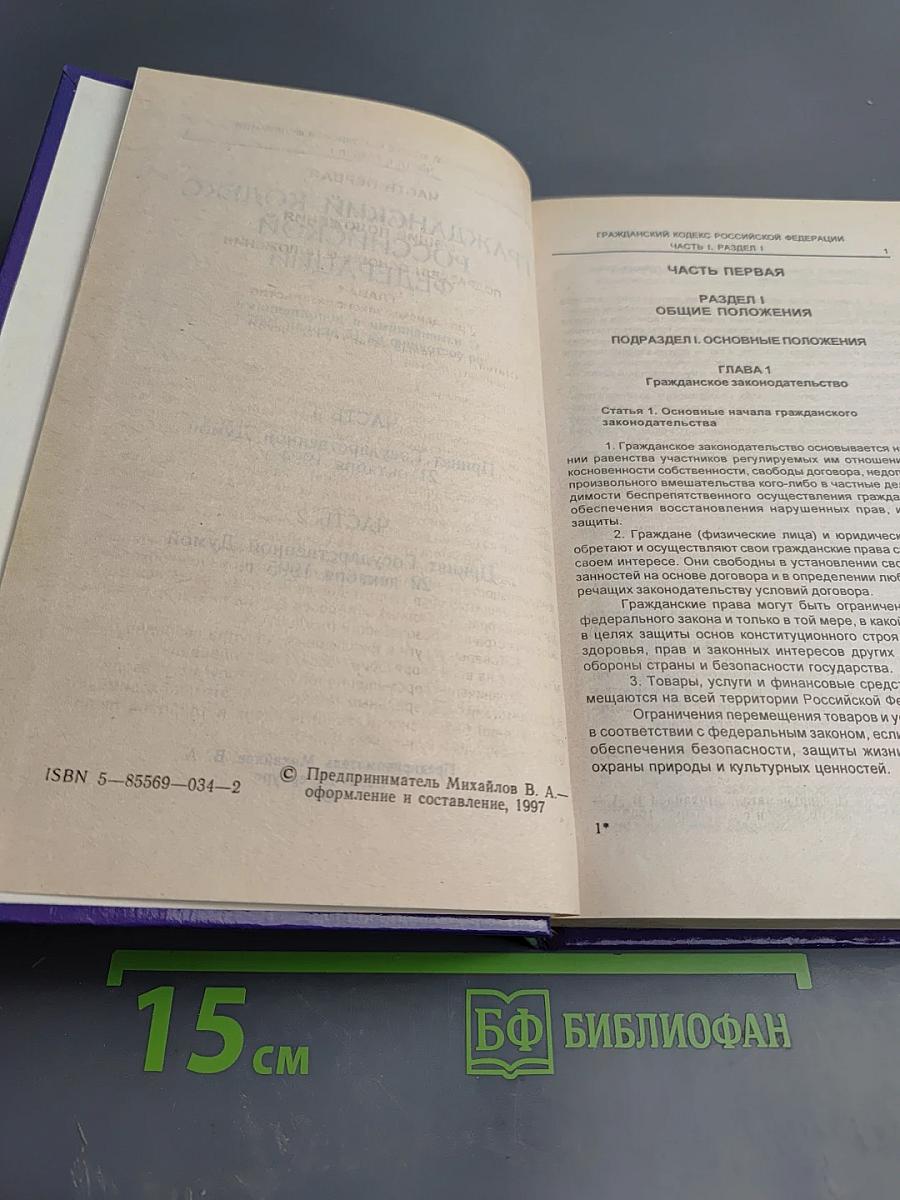 ISBN 5—85569—034—2
© Предприниматель Михайлов В. А.—
оформление и составление, 1997
ГРАЖДАНСКИЙ КОДЕКС РОССИЙСКОЙ ФЕДЕРАЦИИ
ЧАСТЬ I. РАЗДЕЛ I 1
ЧАСТЬ ПЕРВАЯ
РАЗДЕЛ I
ОБЩИЕ ПОЛОЖЕНИЯ
ПОДРАЗДЕЛ I. ОСНОВНЫЕ ПОЛОЖЕНИЯ
ГЛАВА 1
Гражданское законодательство
Статья 1. Основные начала гражданского
законодательства
1. Гражданское законодательство основывается н
нии равенства участников регулируемых им отношени
косновенности собственности, свободы договора, недоп
произвольного вмешательства кого-либо в частные де
димости беспрепятственного осуществления гражда
обеспечения восстановления нарушенных прав, и
защиты.
2. Граждане (физические лица) и юридическ
обретают и осуществляют свои гражданские права с
своем интересе. Они свободны в установлении сво
занностей на основе договора и в определении люб
речащих законодательству условий договора.
Гражданские права могут быть ограничен
федерального закона и только в той мере, в какой
в целях защиты основ конституционного строя
здоровья, прав и законных интересов других
обороны страны и безопасности государства.
3. Товары, услуги и финансовые средст
мещаются на всей территории Российской Фе
Ограничения перемещения товаров и у
в соответствии с федеральным законом, если
обеспечения безопасности, защиты жизни
охраны природы и культурных ценностей.
1*
15 см
БФ БИБЛИОФАН